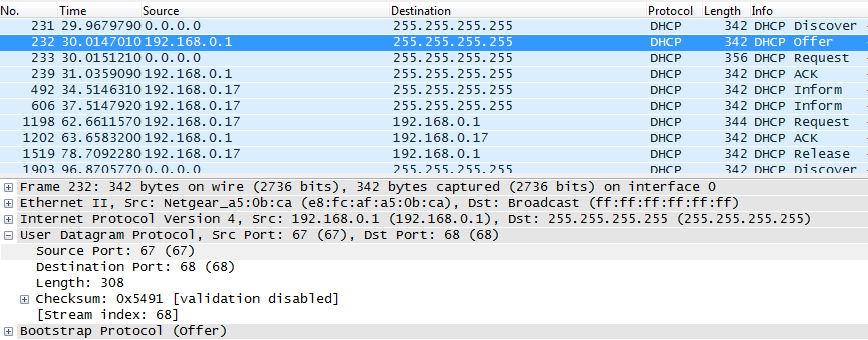 No. Time Source Destination Protocol Length Info
231 29.9679790 0.0.0.0 255.255.255.255 DHCP 342 DHCP Discover
232 30.0147010 192.168.0.1 255.255.255.255 DHCP 342 DHCP Offer
233 30.0151210 0.0.0.0 255.255.255.255 DHCP 356 DHCP Request
239 31.0359090 192.168.0.1 255.255.255.255 DHCP 342 DHCP ACK
492 34.5146310 192.168.0.17 255.255.255.255 DHCP 342 DHCP Inform
606 37.5147920 192.168.0.17 255.255.255.255 DHCP 342 DHCP Inform
1198 62.6611570 192.168.0.17 192.168.0.1 DHCP 344 DHCP Request
1202 63.6583200 192.168.0.1 192.168.0.17 DHCP 342 DHCP ACK
1519 78.7092280 192.168.0.17 192.168.0.1 DHCP 342 DHCP Release
1903 96.8705770 0.0.0.0 255.255.255.255 DHCP 342 DHCP Discover
Frame 232: 342 bytes on wire (2736 bits), 342 bytes captured (2736 bits) on interface 0
Ethernet II, Src: Netgear_a5:0b:ca (e8:fc:af:a5:0b:ca), Dst: Broadcast (ff:ff:ff:ff:ff:ff)
Internet Protocol Version 4, Src: 192.168.0.1 (192.168.0.1), Dst: 255.255.255.255 (255.255.255.255)
User Datagram Protocol, Src Port: 67 (67), Dst Port: 68 (68)
Source Port: 67 (67)
Destination Port: 68 (68)
Length: 308
Checksum: 0x5491 [validation disabled]
[Stream index: 68]
Bootstrap Protocol (Offer)